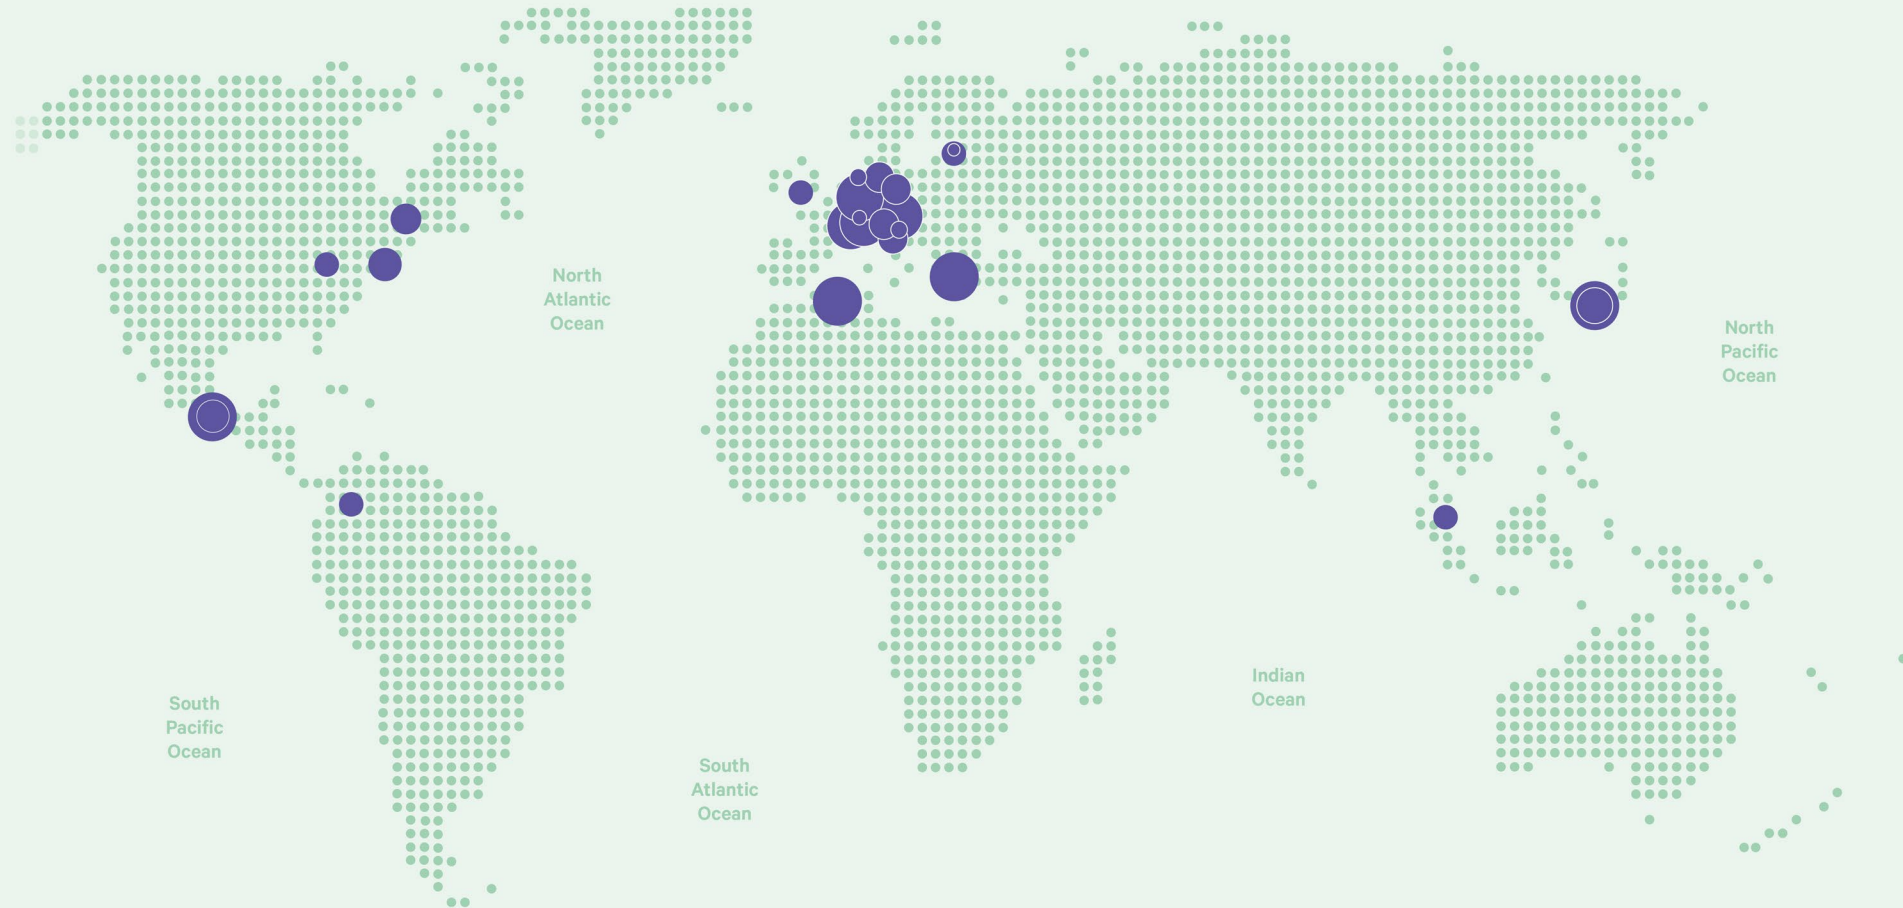 North
Atlantic
Ocean
North
Pacific
Ocean
Indian
Ocean
South
Pacific
Ocean
South
Atlantic
Ocean